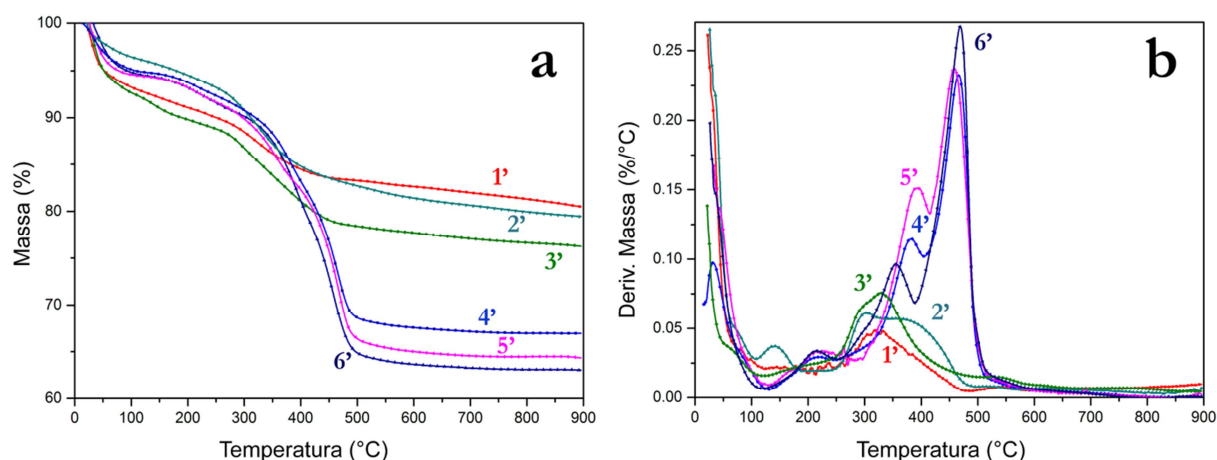 a
Massa (%)
100
90
80
70
60
1’
2’
3’
4’
5’
6’
0 100 200 300 400 500 600 700 800 900
Temperatura (°C)
b
Deriv. Massa (%/°C)
0.25
0.20
0.15
0.10
0.05
0.00
6’
5’
4’
3’
2’
1’
0 100 200 300 400 500 600 700 800 900
Temperatura (°C)